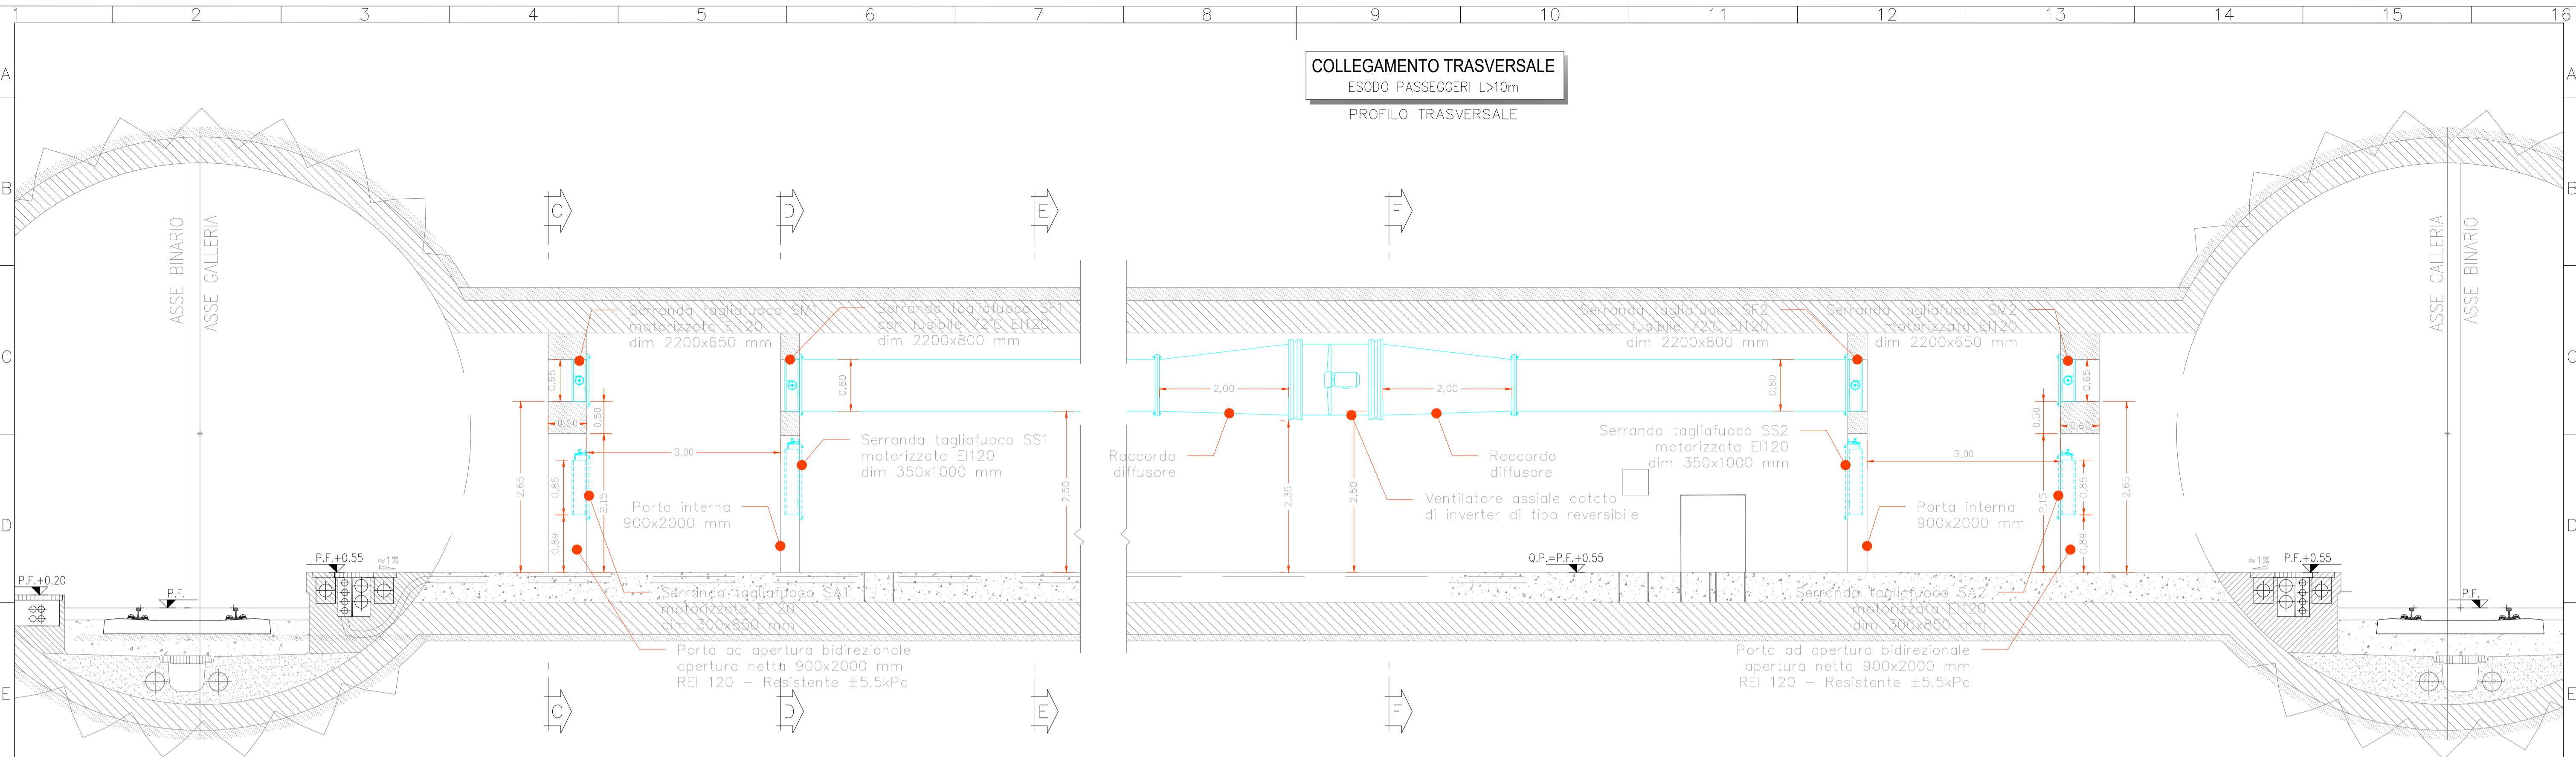 1 2 3 4 5 6 7 8 9 10 11 12 13 14 15 16
A
A
COLLEGAMENTO TRASVERSALE
ESODO PASSEGGERI L>10m
PROFILO TRASVERSALE
B
B
C
D
E
F
ASSE BINARIO
ASSE GALLERIA
ASSE GALLERIA
ASSE BINARIO
C
C
Serranda tagliafuoco SM1
motorizzata EI120
dim 2200x650 mm
Serranda tagliafuoco SF1
con fusibile 72°C EI120
dim 2200x800 mm
Serranda tagliafuoco SF2
con fusibile 72°C EI120
dim 2200x800 mm
Serranda tagliafuoco SM2
motorizzata EI120
dim 2200x650 mm
0,65
0,80
2,00
2,00
0,80
0,65
0,50
0,60
0,50
0,60
Serranda tagliafuoco SS1
motorizzata EI120
dim 350x1000 mm
Raccordo
diffusore
Raccordo
diffusore
Serranda tagliafuoco SS2
motorizzata EI120
dim 350x1000 mm
3,00
3,00
2,65
0,85
2,15
2,50
2,35
2,50
2,15
0,85
2,65
Porta interna
900x2000 mm
Ventilatore assiale dotato
di inverter di tipo reversibile
Porta interna
900x2000 mm
D
D
0,89
0,89
P.F.+0.20
P.F.
P.F.+0.55
≈1%
Q.P.=P.F.+0.55
≈1%
P.F.+0.55
P.F.
Serranda tagliafuoco SA1
motorizzata EI120
dim 300x850 mm
Serranda tagliafuoco SA2
motorizzata EI120
dim 300x850 mm
Porta ad apertura bidirezionale
apertura netta 900x2000 mm
REI 120 - Resistente ±5.5kPa
Porta ad apertura bidirezionale
apertura netta 900x2000 mm
REI 120 - Resistente ±5.5kPa
E
E
C
D
E
F